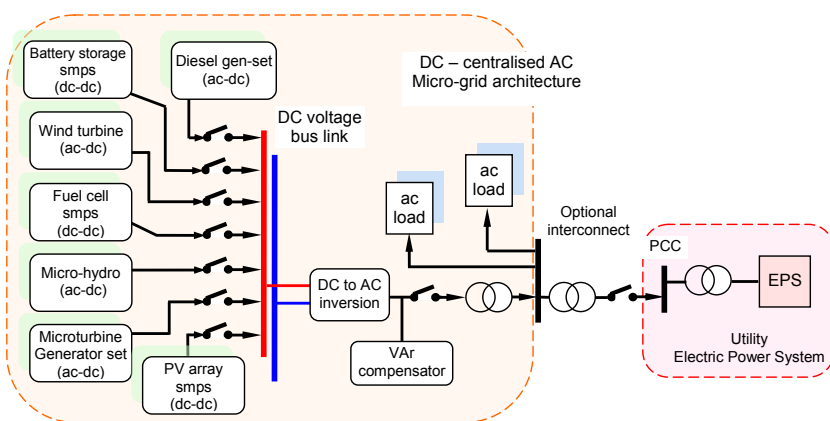 Battery storage
smps
(dc-dc)
Diesel gen-set
(ac-dc)
DC – centralised AC
Micro-grid architecture
Wind turbine
(ac-dc)
DC voltage
bus link
Fuel cell
smps
(dc-dc)
ac
load
ac
load
Optional
interconnect
PCC
Micro-hydro
(ac-dc)
DC to AC
inversion
EPS
Microturbine
Generator set
(ac-dc)
PV array
smps
(dc-dc)
VAr
compensator
Utility
Electric Power System